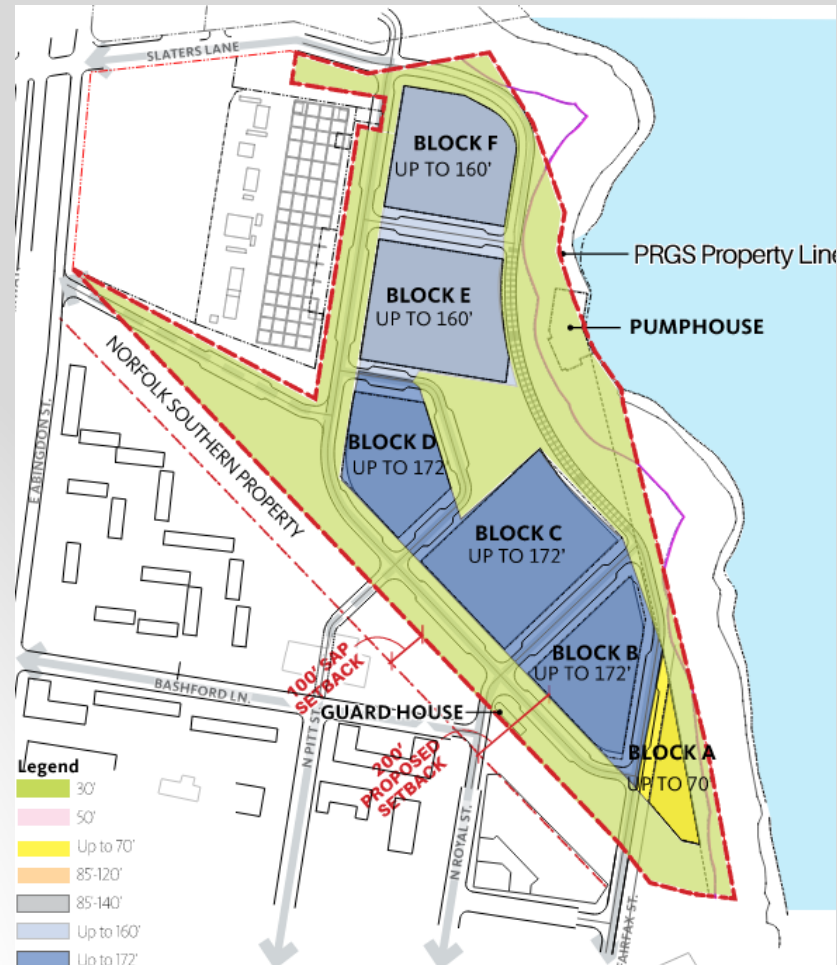 SLATERS LANE
BLOCK F
UP TO 160'
PRGS Property Line
BLOCK E
UP TO 160'
PUMPHOUSE
NORFOLK SOUTHERN PROPERTY
E ABINGDON ST.
BLOCK D
UP TO 172
BLOCK C
UP TO 172'
BLOCK B
UP TO 172'
100' SAP
SETBACK
BASHFORD LN.
GUARD HOUSE
N PITT ST.
200'
PROPOSED
SETBACK
BLOCK A
UP TO 70'
N ROYAL ST.
FAIRFAX ST.
Legend
30'
50'
Up to 70'
85'-120'
85'-140'
Up to 160'
Up to 172'